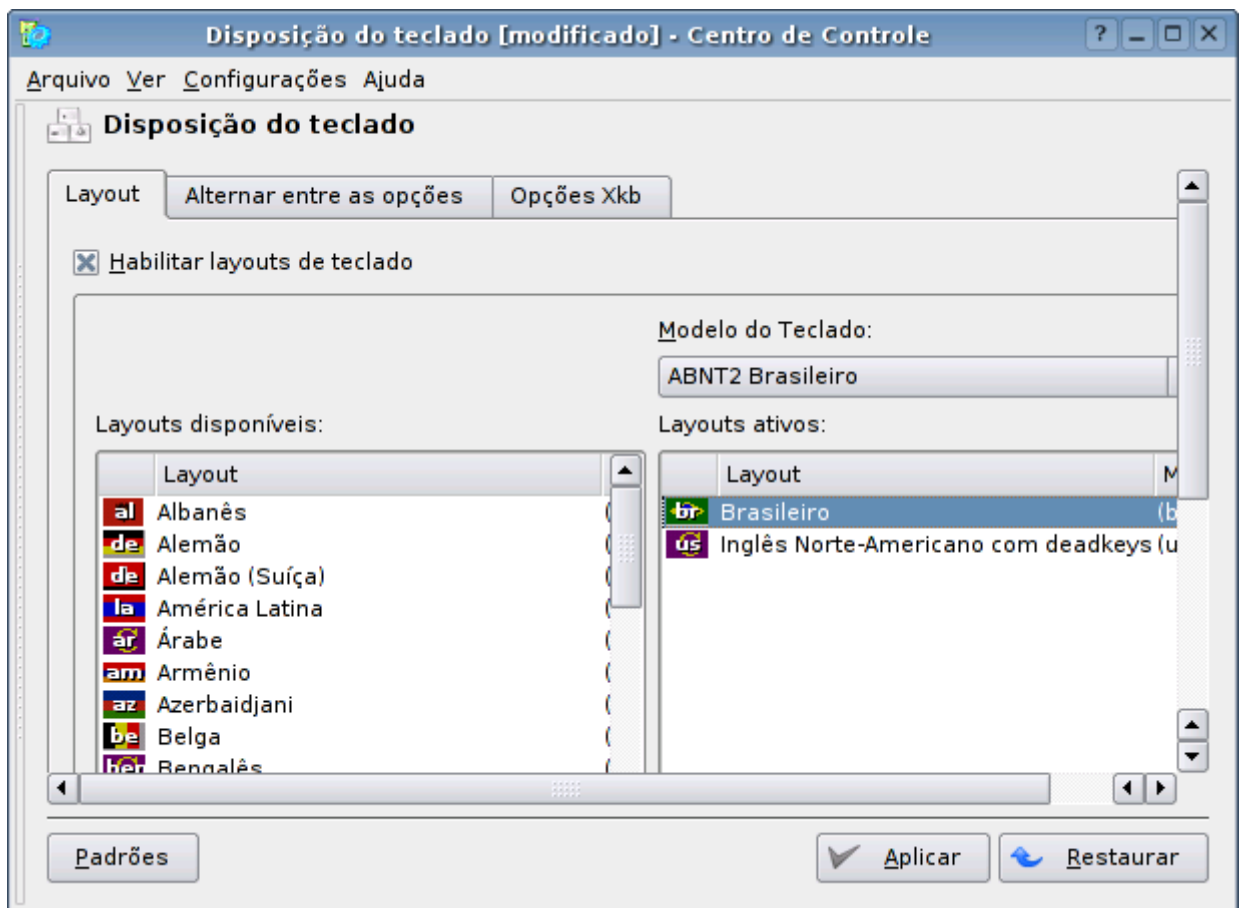 Disposição do teclado [modificado] - Centro de Controle
Arquivo Ver Configurações Ajuda
Disposição do teclado
Layout Alternar entre as opções Opções Xkb
Habilitar layouts de teclado
Modelo do Teclado:
ABNT2 Brasileiro
Layouts disponíveis: Layouts ativos:
Layout Layout M
al Albanês ( br Brasileiro (b
de Alemão ( us Inglês Norte-Americano com deadkeys (u
de Alemão (Suíça) (
la América Latina (
ar Árabe (
am Armênio (
az Azerbaidjani (
be Belga (
ben Bengalês (
Padrões Aplicar Restaurar